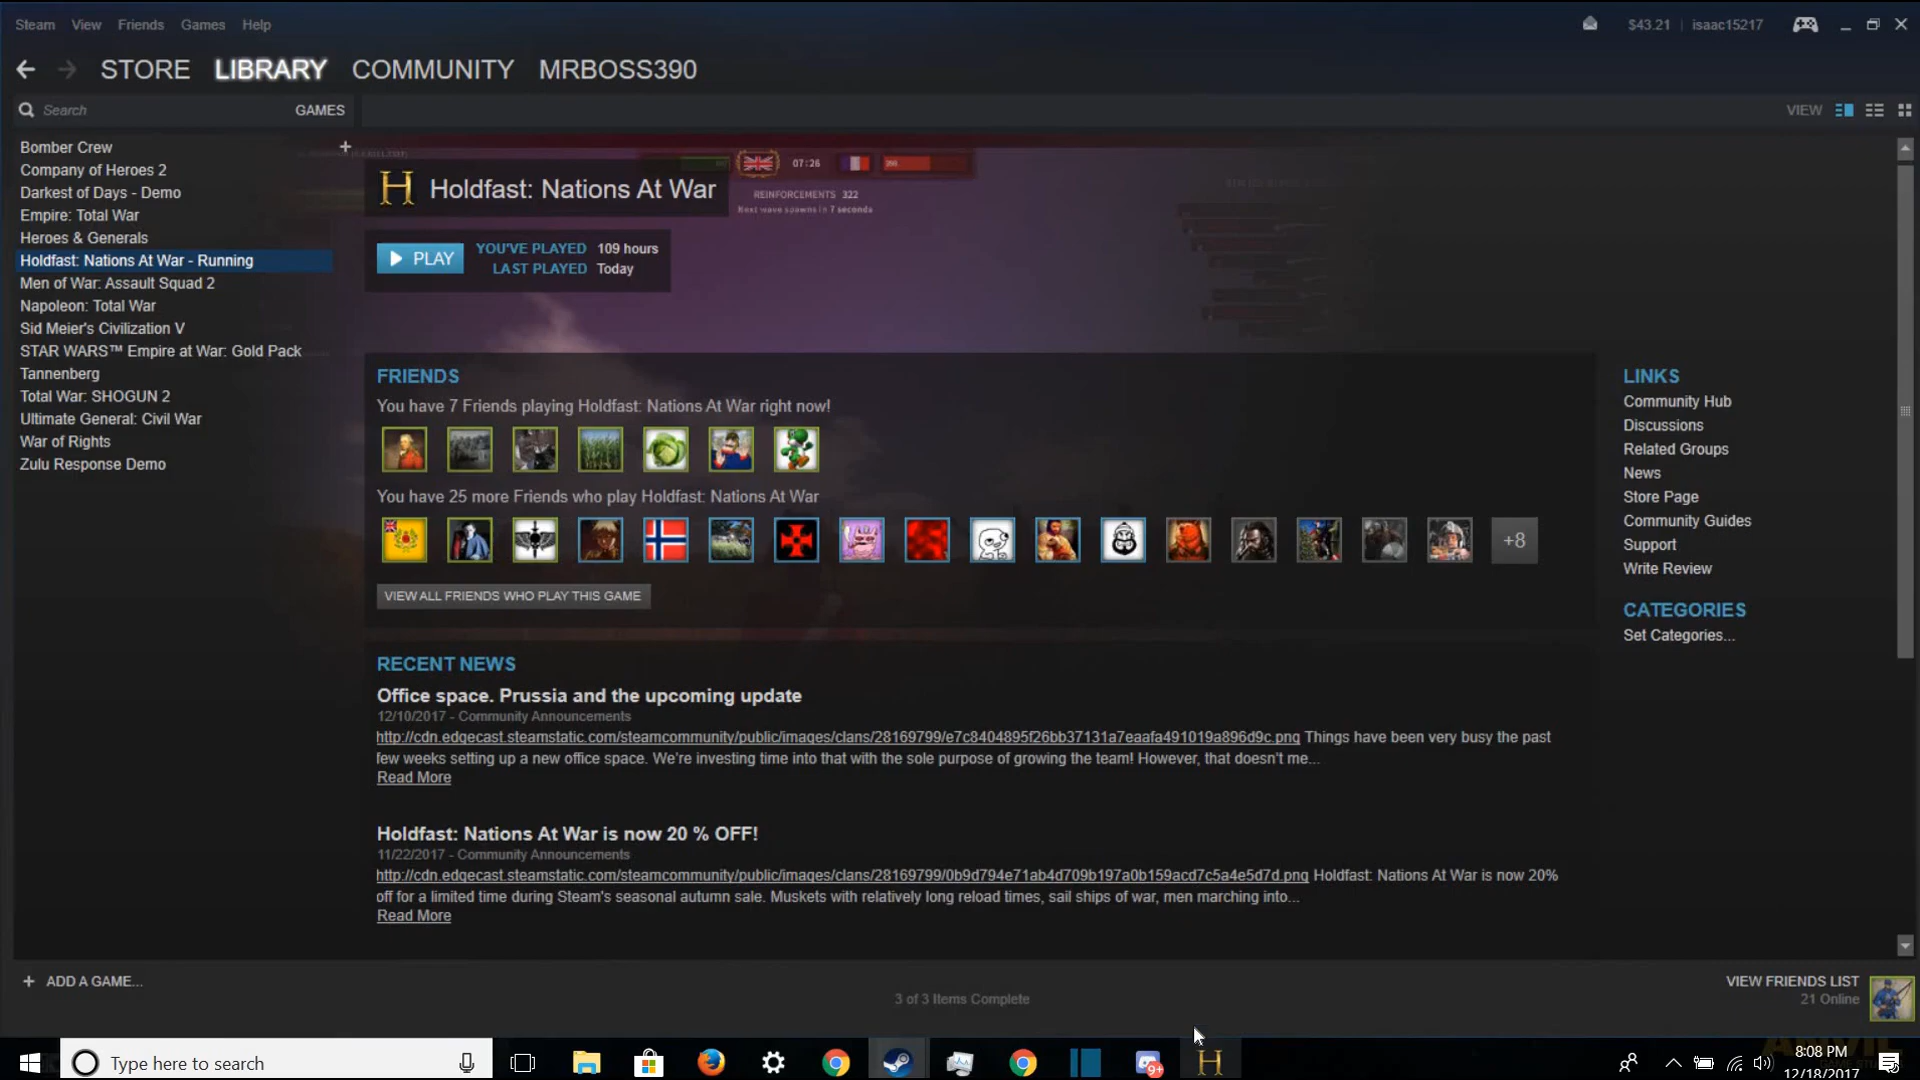 Steam View Friends Games Help
$43.21 isaac15217
STORE LIBRARY COMMUNITY MRBOSS390
Search GAMES
VIEW
Bomber Crew
Company of Heroes 2
Darkest of Days - Demo
Empire: Total War
Heroes & Generals
Holdfast: Nations At War - Running
Men of War: Assault Squad 2
Napoleon: Total War
Sid Meier's Civilization V
STAR WARS™ Empire at War: Gold Pack
Tannenberg
Total War: SHOGUN 2
Ultimate General: Civil War
War of Rights
Zulu Response Demo
07:26
REINFORCEMENTS 322
Next wave spawns in 7 seconds
H Holdfast: Nations At War
PLAY
YOU'VE PLAYED 109 hours
LAST PLAYED Today
FRIENDS
You have 7 Friends playing Holdfast: Nations At War right now!
You have 25 more Friends who play Holdfast: Nations At War
+8
VIEW ALL FRIENDS WHO PLAY THIS GAME
RECENT NEWS
Office space. Prussia and the upcoming update
12/10/2017 - Community Announcements
http://cdn.edgecast.steamstatic.com/steamcommunity/public/images/clans/28169799/e7c8404895f26bb37131a7eaafa491019a896d9c.png Things have been very busy the past
few weeks setting up a new office space. We're investing time into that with the sole purpose of growing the team! However, that doesn't me...
Read More
Holdfast: Nations At War is now 20 % OFF!
11/22/2017 - Community Announcements
http://cdn.edgecast.steamstatic.com/steamcommunity/public/images/clans/28169799/0b9d794e71ab4d709b197a0b159acd7c5a4e5d7d.png Holdfast: Nations At War is now 20%
off for a limited time during Steam's seasonal autumn sale. Muskets with relatively long reload times, sail ships of war, men marching into...
Read More
LINKS
Community Hub
Discussions
Related Groups
News
Store Page
Community Guides
Support
Write Review
CATEGORIES
Set Categories...
+ ADD A GAME...
3 of 3 Items Complete
VIEW FRIENDS LIST
21 Online
Type here to search
9+
H
8:08 PM
12/18/2017